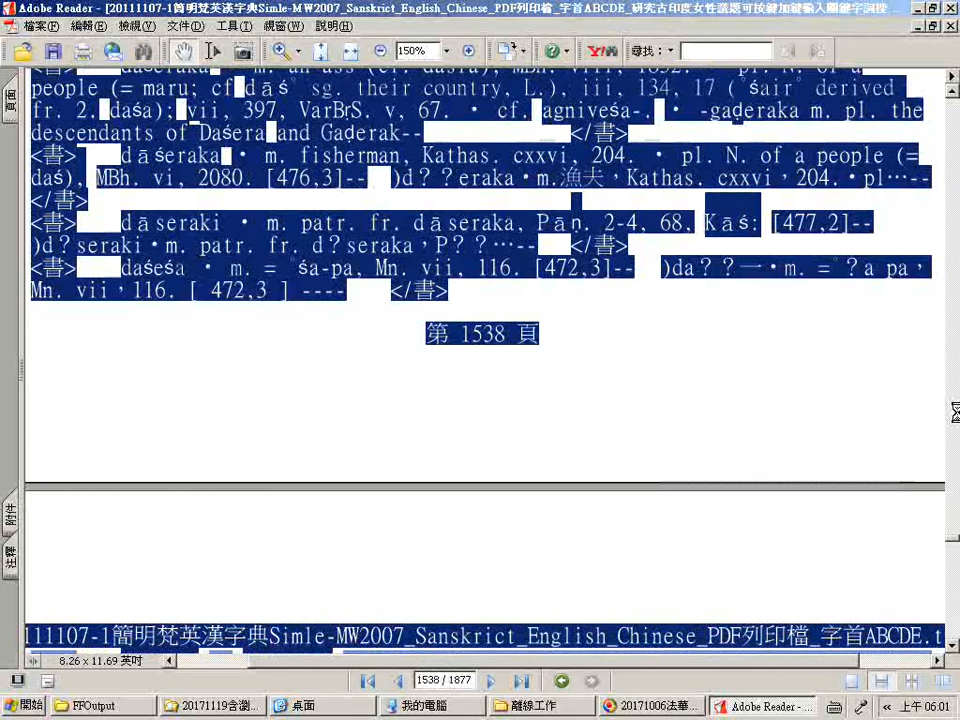 Adobe Reader - [20111107-1簡明梵英漢字典Simle-MW2007_Sanskrict_English_Chinese_PDF列印檔_字首ABCDE_研究古印度女性議題可按鍵加鍵輸入關鍵字詞搜
檔案(F) 編輯(E) 檢視(V) 文件(D) 工具(T) 視窗(W) 說明(H)
150% 尋找:
頁面
people (= maru; cf dāś° sg. their country, L.), iii, 134, 17 (°śair derived
fr. 2. daśa); vii, 397, VarBṛS. v, 67. • cf. agniveśa-. • -gaḍeraka m. pl. the
descendants of Daśera and Gaḍerak-- </書>
<書> dāśeraka • m. fisherman, Kathas. cxxvi, 204. • pl. N. of a people (=
daś), MBh. vi, 2080. [476,3]-- )d??eraka•m.漁夫，Kathas. cxxvi，204.•pl…--
</書>
<書> dāseraki • m. patr. fr. dāseraka, Pāṇ. 2-4, 68, Kāś: [477,2]--
)d?seraki•m. patr. fr. d?seraka，P??…-- </書>
<書> daśeśa • m. = °śa-pa, Mn. vii, 116. [472,3]-- )da??一•m. =°?a pa，
Mn. vii，116. [ 472,3 ] ---- </書>
第 1538 頁
附件
注釋
111107-1簡明梵英漢字典Simle-MW2007_Sanskrict_English_Chinese_PDF列印檔_字首ABCDE.t
8.26 x 11.69 英吋
1538 / 1877
開始 FFOutput 20171119含瀏... 桌面 我的電腦 離線工作 20171006法華... Adobe Reader - [... 上午 06:01